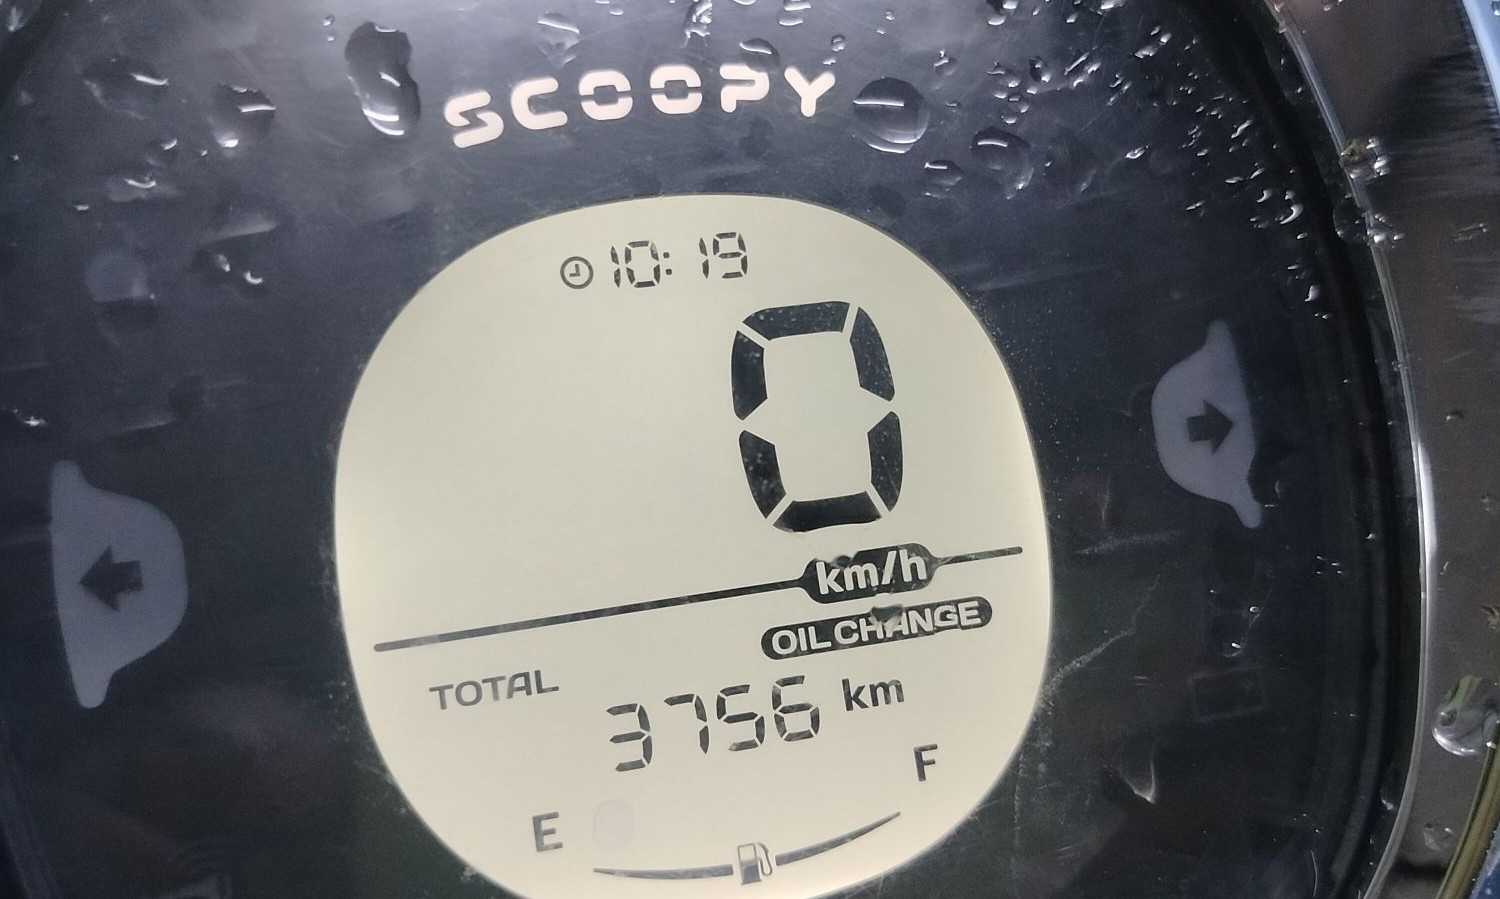 SCOOPY
10:19
0
km/h
OIL CHANGE
TOTAL
3756 km
E F